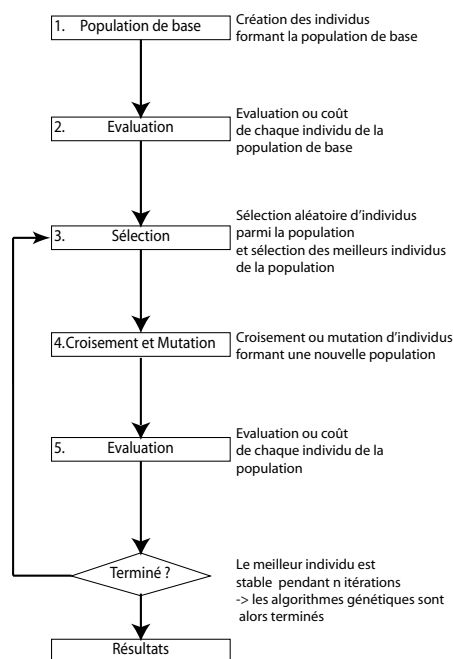 1. Population de base
Création des individus
formant la population de base
2. Evaluation
Evaluation ou coût
de chaque individu de la
population de base
3. Sélection
Sélection aléatoire d'individus
parmi la population
et sélection des meilleurs individus
de la population
4.Croisement et Mutation
Croisement ou mutation d'individus
formant une nouvelle population
5. Evaluation
Evaluation ou coût
de chaque individu de la
population
Terminé ?
Le meilleur individu est
stable pendant n itérations
-> les algorithmes génétiques sont
alors terminés
Résultats